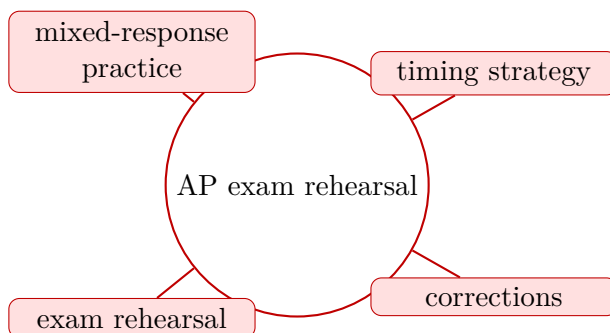 mixed-response
practice
timing strategy
AP exam rehearsal
exam rehearsal
corrections